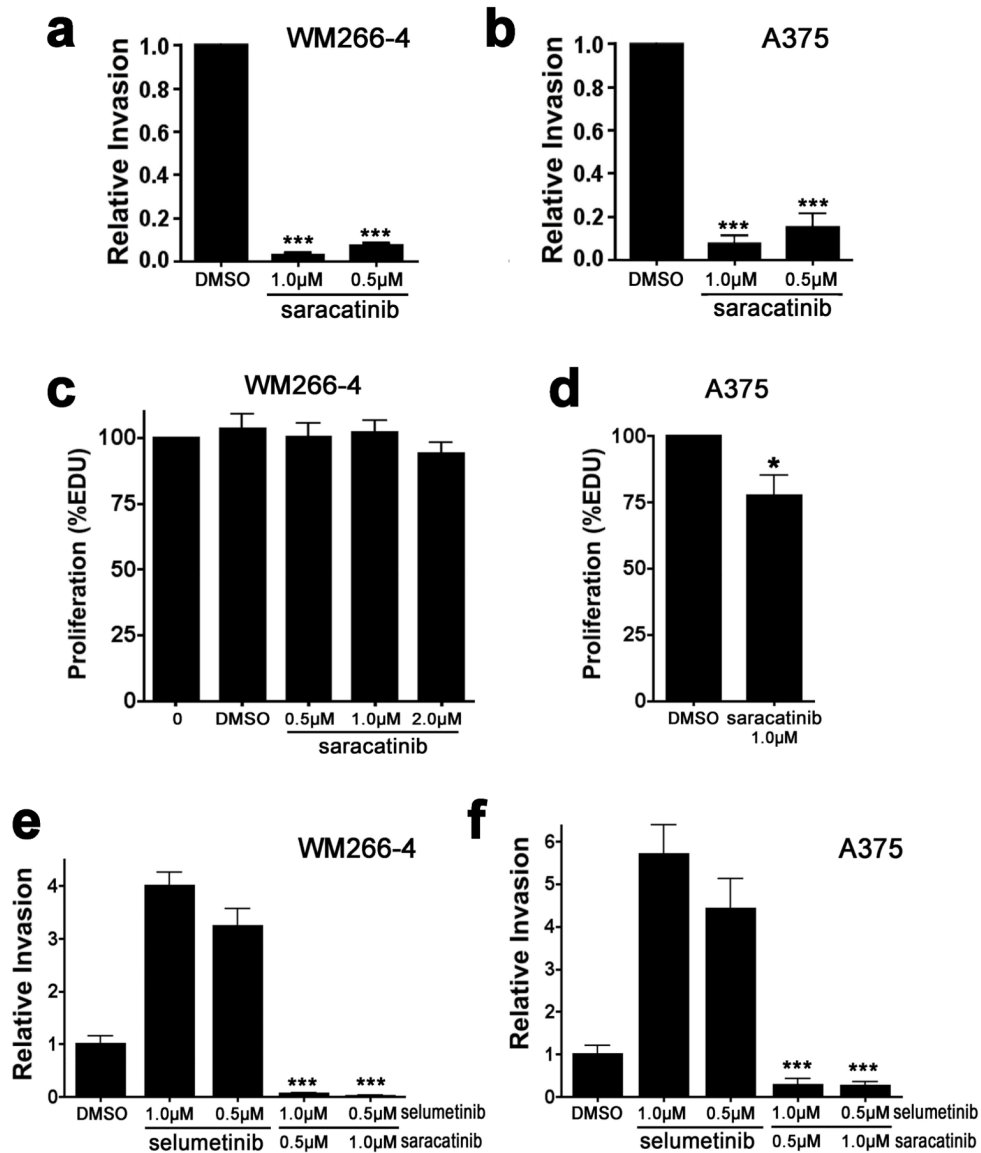 a
WM266-4
Relative Invasion
1.0
0.8
0.6
0.4
0.2
0.0
***
***
DMSO 1.0µM 0.5µM
saracatinib
b
A375
Relative Invasion
1.0
0.8
0.6
0.4
0.2
0.0
***
***
DMSO 1.0µM 0.5µM
saracatinib
c
WM266-4
Proliferation (%EDU)
100
75
50
25
0
0 DMSO 0.5µM 1.0µM 2.0µM
saracatinib
d
A375
Proliferation (%EDU)
100
75
50
25
0
*
DMSO saracatinib
1.0µM
e
WM266-4
Relative Invasion
4
3
2
1
0
*** ***
DMSO 1.0µM 0.5µM 1.0µM 0.5µM selumetinib
selumetinib 0.5µM 1.0µM saracatinib
f
A375
Relative Invasion
6
5
4
3
2
1
0
*** ***
DMSO 1.0µM 0.5µM 1.0µM 0.5µM selumetinib
selumetinib 0.5µM 1.0µM saracatinib